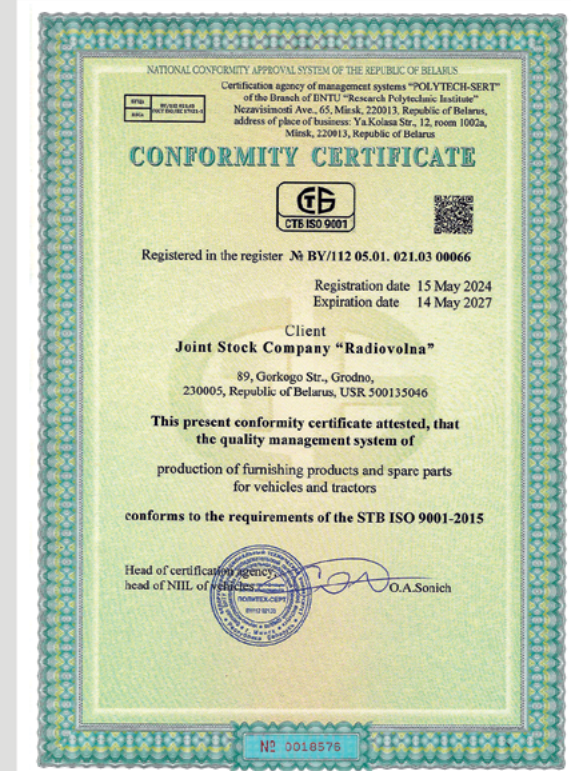 NATIONAL CONFORMITY APPROVAL SYSTEM OF THE REPUBLIC OF BELARUS
Certification agency of management systems "POLYTECH-SERT"
of the Branch of BNTU "Research Polytechnic Institute"
Nezavisimosti Ave., 65, Minsk, 220013, Republic of Belarus,
address of place of business: Ya.Kolasa Str., 12, room 1002a,
Minsk, 220013, Republic of Belarus
CONFORMITY CERTIFICATE
СТБ ISO 9001
Registered in the register № BY/112 05.01. 021.03 00066
Registration date 15 May 2024
Expiration date 14 May 2027
Client
Joint Stock Company "Radiovolna"
89, Gorkogo Str., Grodno,
230005, Republic of Belarus, USR 500135046
This present conformity certificate attested, that
the quality management system of
production of furnishing products and spare parts
for vehicles and tractors
conforms to the requirements of the STB ISO 9001-2015
Head of certification agency,
head of NIIL of vehicles
O.A.Sonich
ПОЛИТЕХ-СЕРТ
№ 0018576